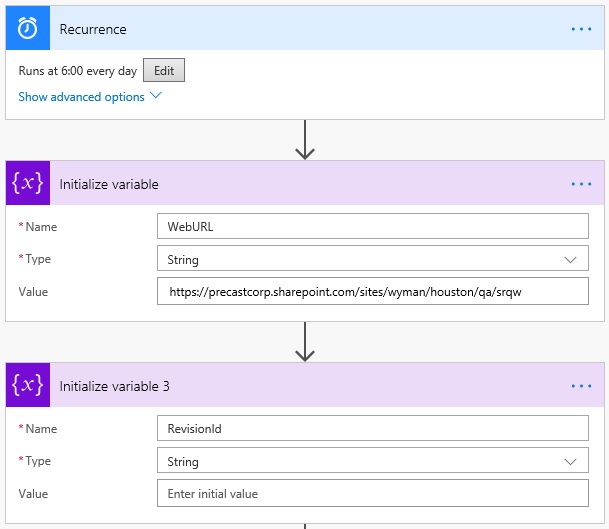 Recurrence
Runs at 6:00 every day Edit
Show advanced options
{x} Initialize variable
* Name WebURL
* Type String
Value https://precastcorp.sharepoint.com/sites/wyman/houston/qa/srqw
{x} Initialize variable 3
* Name RevisionId
* Type String
Value Enter initial value